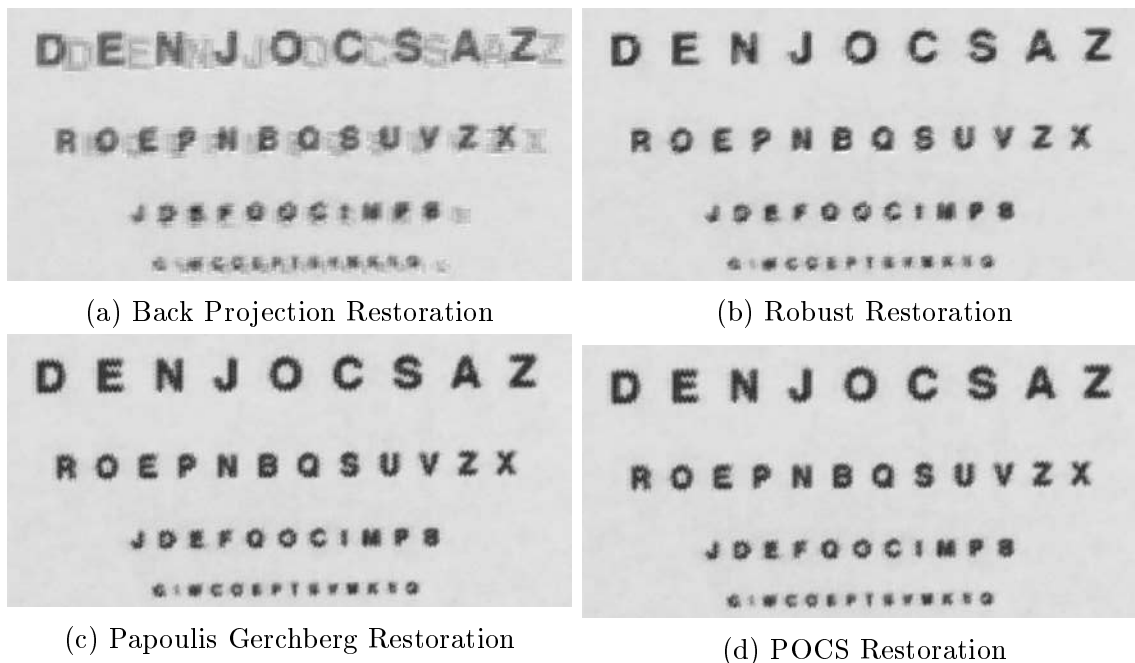 D E N J O C S A Z
R O E P N B Q S U V Z X
J D E F Q O C I M P
(a) Back Projection Restoration
D E N J O C S A Z
R O E P N B Q S U V Z X
J D E F Q O C I M P
(b) Robust Restoration
D E N J O C S A Z
R O E P N B Q S U V Z X
J D E F Q O C I M P
(c) Papoulis Gerchberg Restoration
D E N J O C S A Z
R O E P N B Q S U V Z X
J D E F Q O C I M P
(d) POCS Restoration